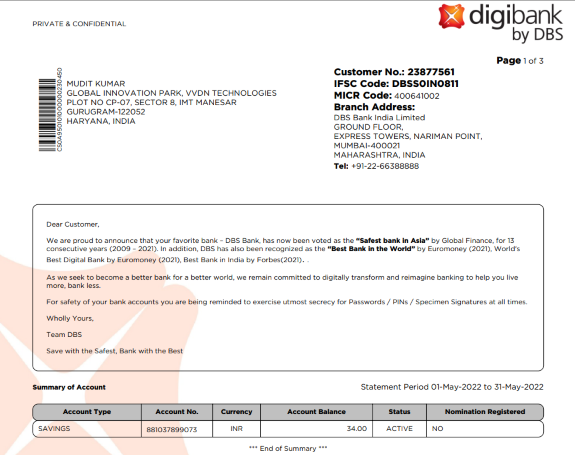 PRIVATE & CONFIDENTIAL
digibank
by DBS
Page 1 of 3
MUDIT KUMAR
GLOBAL INNOVATION PARK, VVDN TECHNOLOGIES
PLOT NO CP-07, SECTOR 8, IMT MANESAR
GURUGRAM-122052
HARYANA, INDIA
Customer No.: 23877561
IFSC Code: DBSS0IN0811
MICR Code: 400641002
Branch Address:
DBS Bank India Limited
GROUND FLOOR,
EXPRESS TOWERS, NARIMAN POINT,
MUMBAI-400021
MAHARASHTRA, INDIA
Tel: +91-22-66388888
Dear Customer,
We are proud to announce that your favorite bank – DBS Bank, has now been voted as the "Safest bank in Asia" by Global Finance, for 13
consecutive years (2009 – 2021). In addition, DBS has also been recognized as the "Best Bank in the World" by Euromoney (2021), World's
Best Digital Bank by Euromoney (2021), Best Bank in India by Forbes(2021). .
As we seek to become a better bank for a better world, we remain committed to digitally transform and reimagine banking to help you live
more, bank less.
For safety of your bank accounts you are being reminded to exercise utmost secrecy for Passwords / PINs / Specimen Signatures at all times.
Wholly Yours,
Team DBS
Save with the Safest, Bank with the Best
Summary of Account Statement Period 01-May-2022 to 31-May-2022
Account Type Account No. Currency Account Balance Status Nomination Registered
SAVINGS 881037899073 INR 34.00 ACTIVE NO
*** End of Summary ***